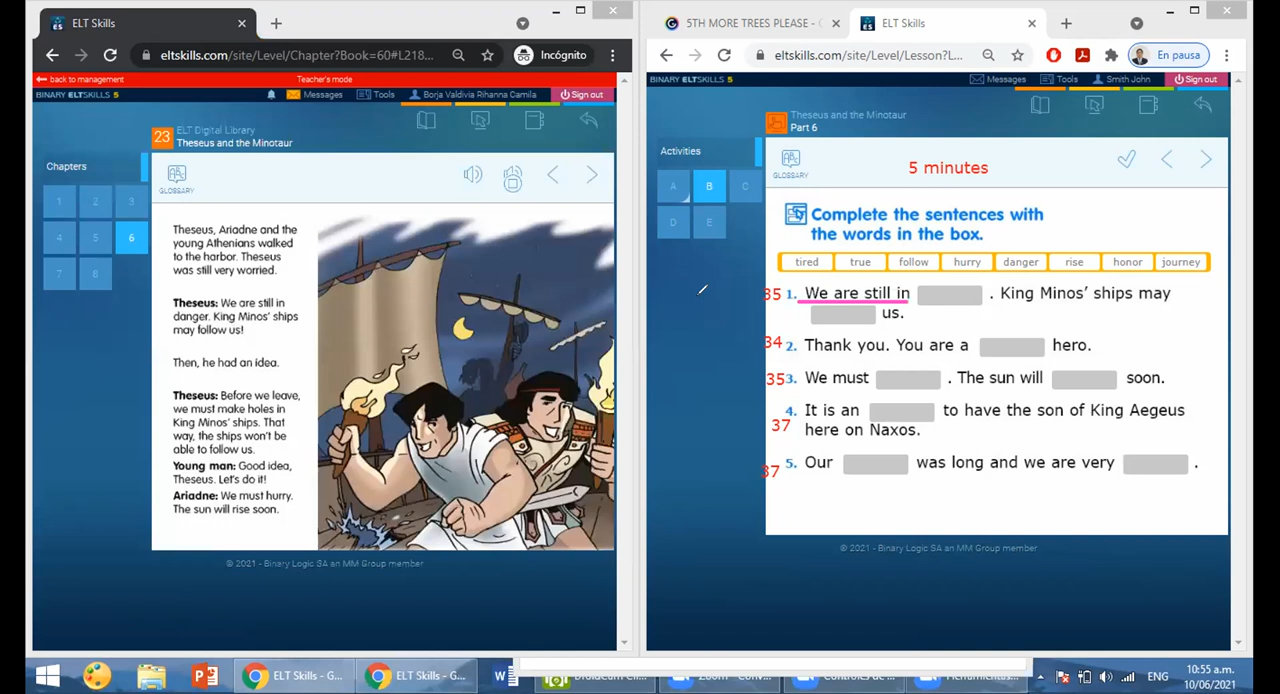 ELT Skills
eltskills.com/site/Level/Chapter?Book=60#L218...
Incógnito
back to management
Teacher's mode
BINARY ELTSKILLS 5
Messages
Tools
Borja Valdivia Rihanna Camila
Sign out
23
ELT Digital Library
Theseus and the Minotaur
Chapters
GLOSSARY
1 2 3
4 5 6
7 8
Theseus, Ariadne and the
young Athenians walked
to the harbor. Theseus
was still very worried.
Theseus: We are still in
danger. King Minos' ships
may follow us!
Then, he had an idea.
Theseus: Before we leave,
we must make holes in
King Minos' ships. That
way, the ships won't be
able to follow us.
Young man: Good idea,
Theseus. Let's do it!
Ariadne: We must hurry.
The sun will rise soon.
© 2021 - Binary Logic SA an MM Group member
5TH MORE TREES PLEASE - 
ELT Skills
eltskills.com/site/Level/Lesson?L...
En pausa
BINARY ELTSKILLS 5
Messages
Tools
Smith John
Sign out
Theseus and the Minotaur
Part 6
Activities
GLOSSARY
5 minutes
A B C
D E
Complete the sentences with
the words in the box.
tired true follow hurry danger rise honor journey
35 1. We are still in . King Minos' ships may
us.
34 2. Thank you. You are a hero.
35 3. We must . The sun will soon.
4. It is an to have the son of King Aegeus
37 here on Naxos.
37 5. Our was long and we are very .
© 2021 - Binary Logic SA an MM Group member
ELT Skills - G...
ELT Skills - G...
DroidCam Cli...
Zoom - Conv...
Controles de ...
Herramientas...
ENG
10:55 a.m.
10/06/2021